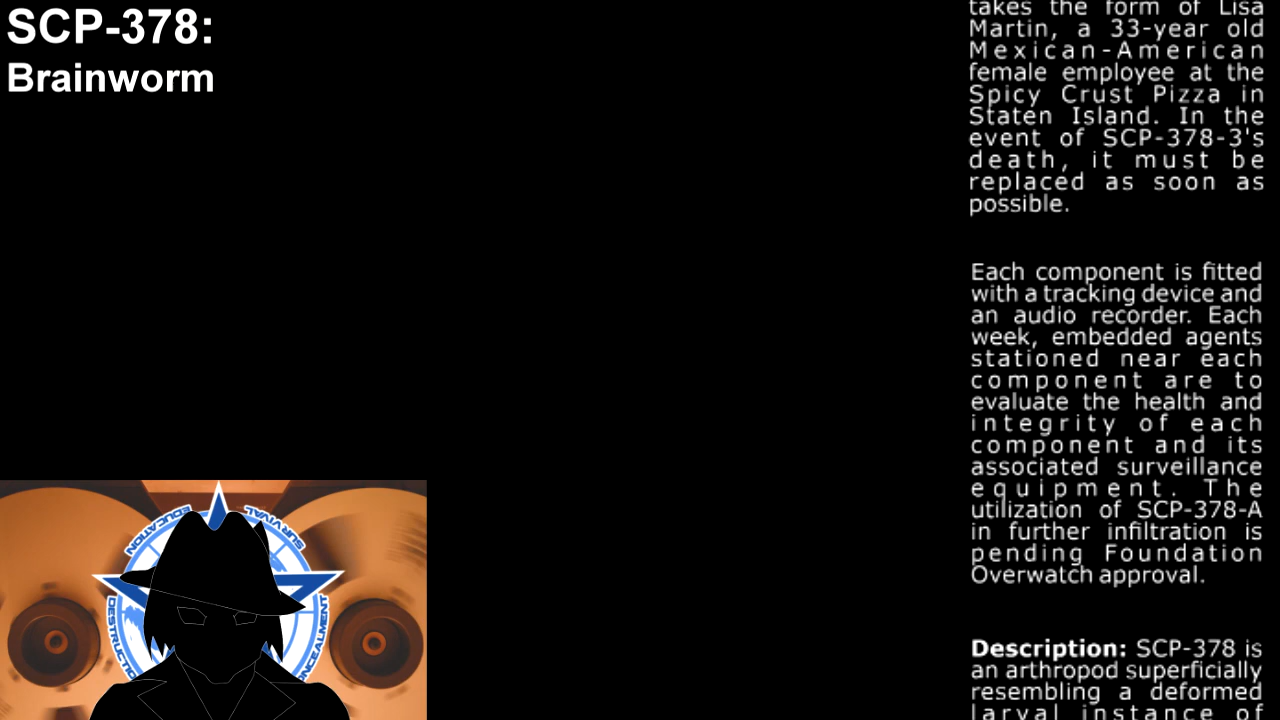 SCP-378:
Brainworm
takes the form of Lisa
Martin, a 33-year old
Mexican-American
female employee at the
Spicy Crust Pizza in
Staten Island. In the
event of SCP-378-3's
death, it must be
replaced as soon as
possible.
Each component is fitted
with a tracking device and
an audio recorder. Each
week, embedded agents
stationed near each
component are to
evaluate the health and
integrity of each
component and its
associated surveillance
equipment. The
utilization of SCP-378-A
in further infiltration is
pending Foundation
Overwatch approval.
Description: SCP-378 is
an arthropod superficially
resembling a deformed
larval instance of
EDUCATION
SURVIVAL